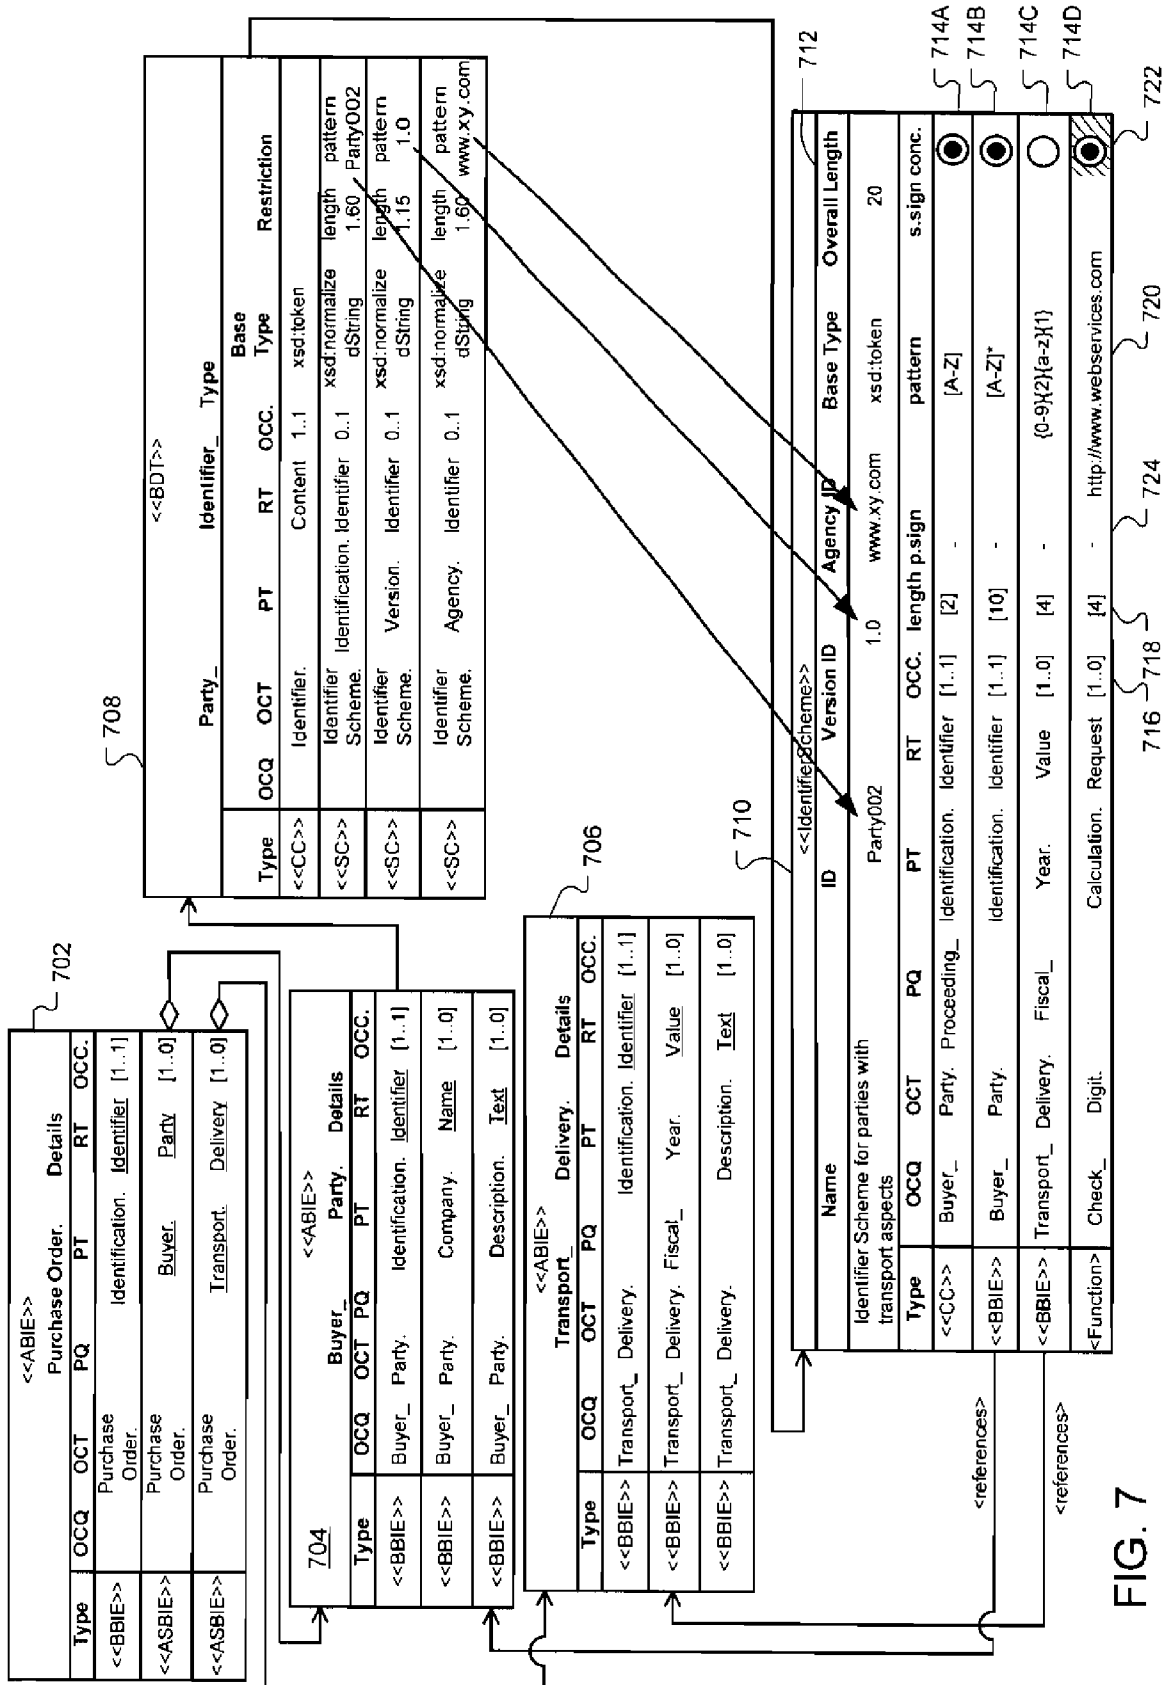 <<ABIE>>
Purchase Order. Details
Type OCQ OCT PQ PT RT OCC.
<<BBIE>> Purchase Order. Identification. Identifier [1..1]
<<ASBIE>> Purchase Order. Buyer. Party [1..0]
<<ASBIE>> Purchase Order. Transport. Delivery [1..0]
702
<<ABIE>>
704 Buyer_ Party. Details
Type OCQ OCT PQ PT RT OCC.
<<BBIE>> Buyer_ Party. Identification. Identifier [1..1]
<<BBIE>> Buyer_ Party. Company. Name [1..0]
<<BBIE>> Buyer_ Party. Description. Text [1..0]
<<ABIE>>
Transport_ Delivery. Details
Type OCQ OCT PQ PT RT OCC.
<<BBIE>> Transport_ Delivery. Identification. Identifier [1..1]
<<BBIE>> Transport_ Delivery. Fiscal_ Year. Value [1..0]
<<BBIE>> Transport_ Delivery. Description. Text [1..0]
706
708
<<BDT>>
Party_ Identifier_ Type
Type OCQ OCT PT RT OCC. Base Type Restriction
<<CC>> Identifier. Content 1..1 xsd:token
<<SC>> Identifier Scheme. Identification. Identifier 0..1 xsd:normalize dString length 1.60 pattern Party002
<<SC>> Identifier Scheme. Version. Identifier 0..1 xsd:normalize dString length 1.15 pattern 1.0
<<SC>> Identifier Scheme. Agency. Identifier 0..1 xsd:normalize dString length 1.60 pattern www.xy.com
710
<<IdentifierScheme>>
712
Name ID Version ID Agency ID Base Type Overall Length
Identifier Scheme for parties with transport aspects Party002 1.0 www.xy.com xsd:token 20
Type OCQ OCT PQ PT RT OCC. length p.sign pattern s.sign conc.
<<CC>> Buyer_ Party. Proceeding_ Identification. Identifier [1..1] [2] - [A-Z]
<<BBIE>> Buyer_ Party. Identification. Identifier [1..1] [10] - [A-Z]*
<<BBIE>> Transport_ Delivery. Fiscal_ Year. Value [1..0] [4] - {0-9}{2}{a-z}{1}
<Function> Check_ Digit. Calculation. Request [1..0] [4] - http://www.webservices.com
714A
714B
714C
714D
716
718
724
720
722
<references>
<references>
FIG. 7